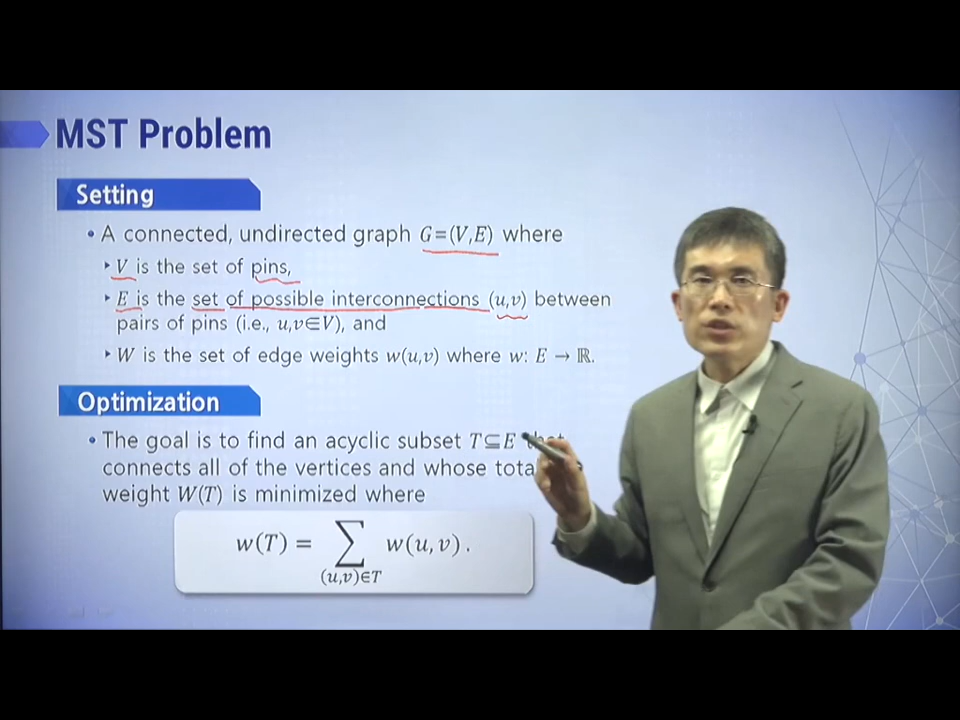 MST Problem
Setting
• A connected, undirected graph G=(V,E) where
‣ V is the set of pins,
‣ E is the set of possible interconnections (u,v) between
pairs of pins (i.e., u,v∈V), and
‣ W is the set of edge weights w(u,v) where w: E → ℝ.
Optimization
• The goal is to find an acyclic subset T⊆E that
connects all of the vertices and whose total
weight W(T) is minimized where
w(T) = ∑ w(u,v).
(u,v)∈T